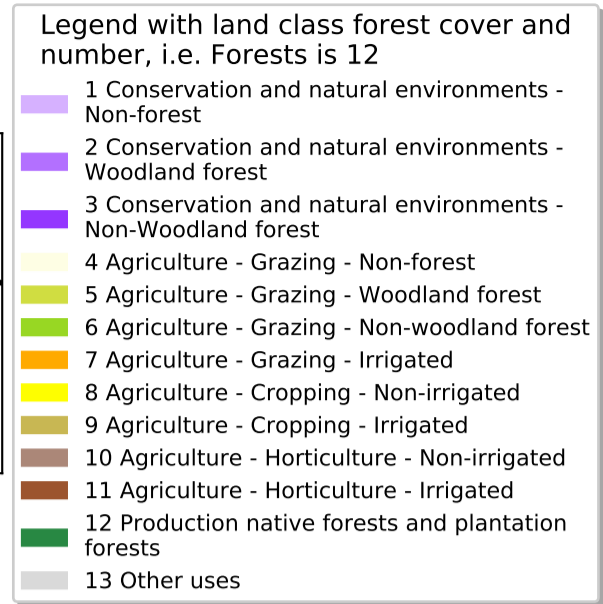 Legend with land class forest cover and
number, i.e. Forests is 12
1 Conservation and natural environments -
Non-forest
2 Conservation and natural environments -
Woodland forest
3 Conservation and natural environments -
Non-Woodland forest
4 Agriculture - Grazing - Non-forest
5 Agriculture - Grazing - Woodland forest
6 Agriculture - Grazing - Non-woodland forest
7 Agriculture - Grazing - Irrigated
8 Agriculture - Cropping - Non-irrigated
9 Agriculture - Cropping - Irrigated
10 Agriculture - Horticulture - Non-irrigated
11 Agriculture - Horticulture - Irrigated
12 Production native forests and plantation
forests
13 Other uses